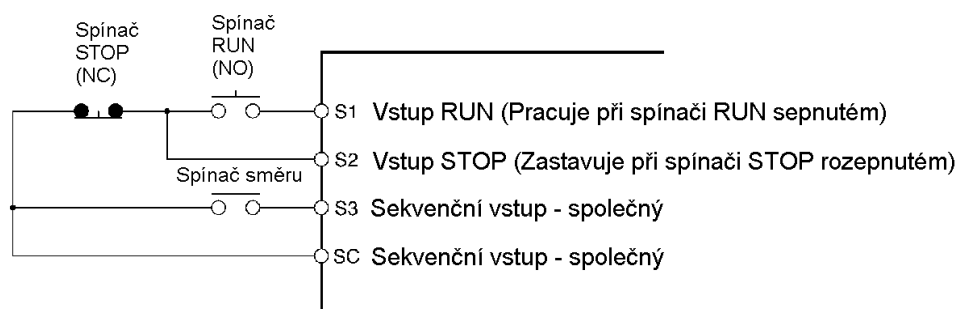 Spínač
STOP
(NC)
Spínač
RUN
(NO)
S1 Vstup RUN (Pracuje při spínači RUN sepnutém)
S2 Vstup STOP (Zastavuje při spínači STOP rozepnutém)
Spínač směru
S3 Sekvenční vstup - společný
SC Sekvenční vstup - společný